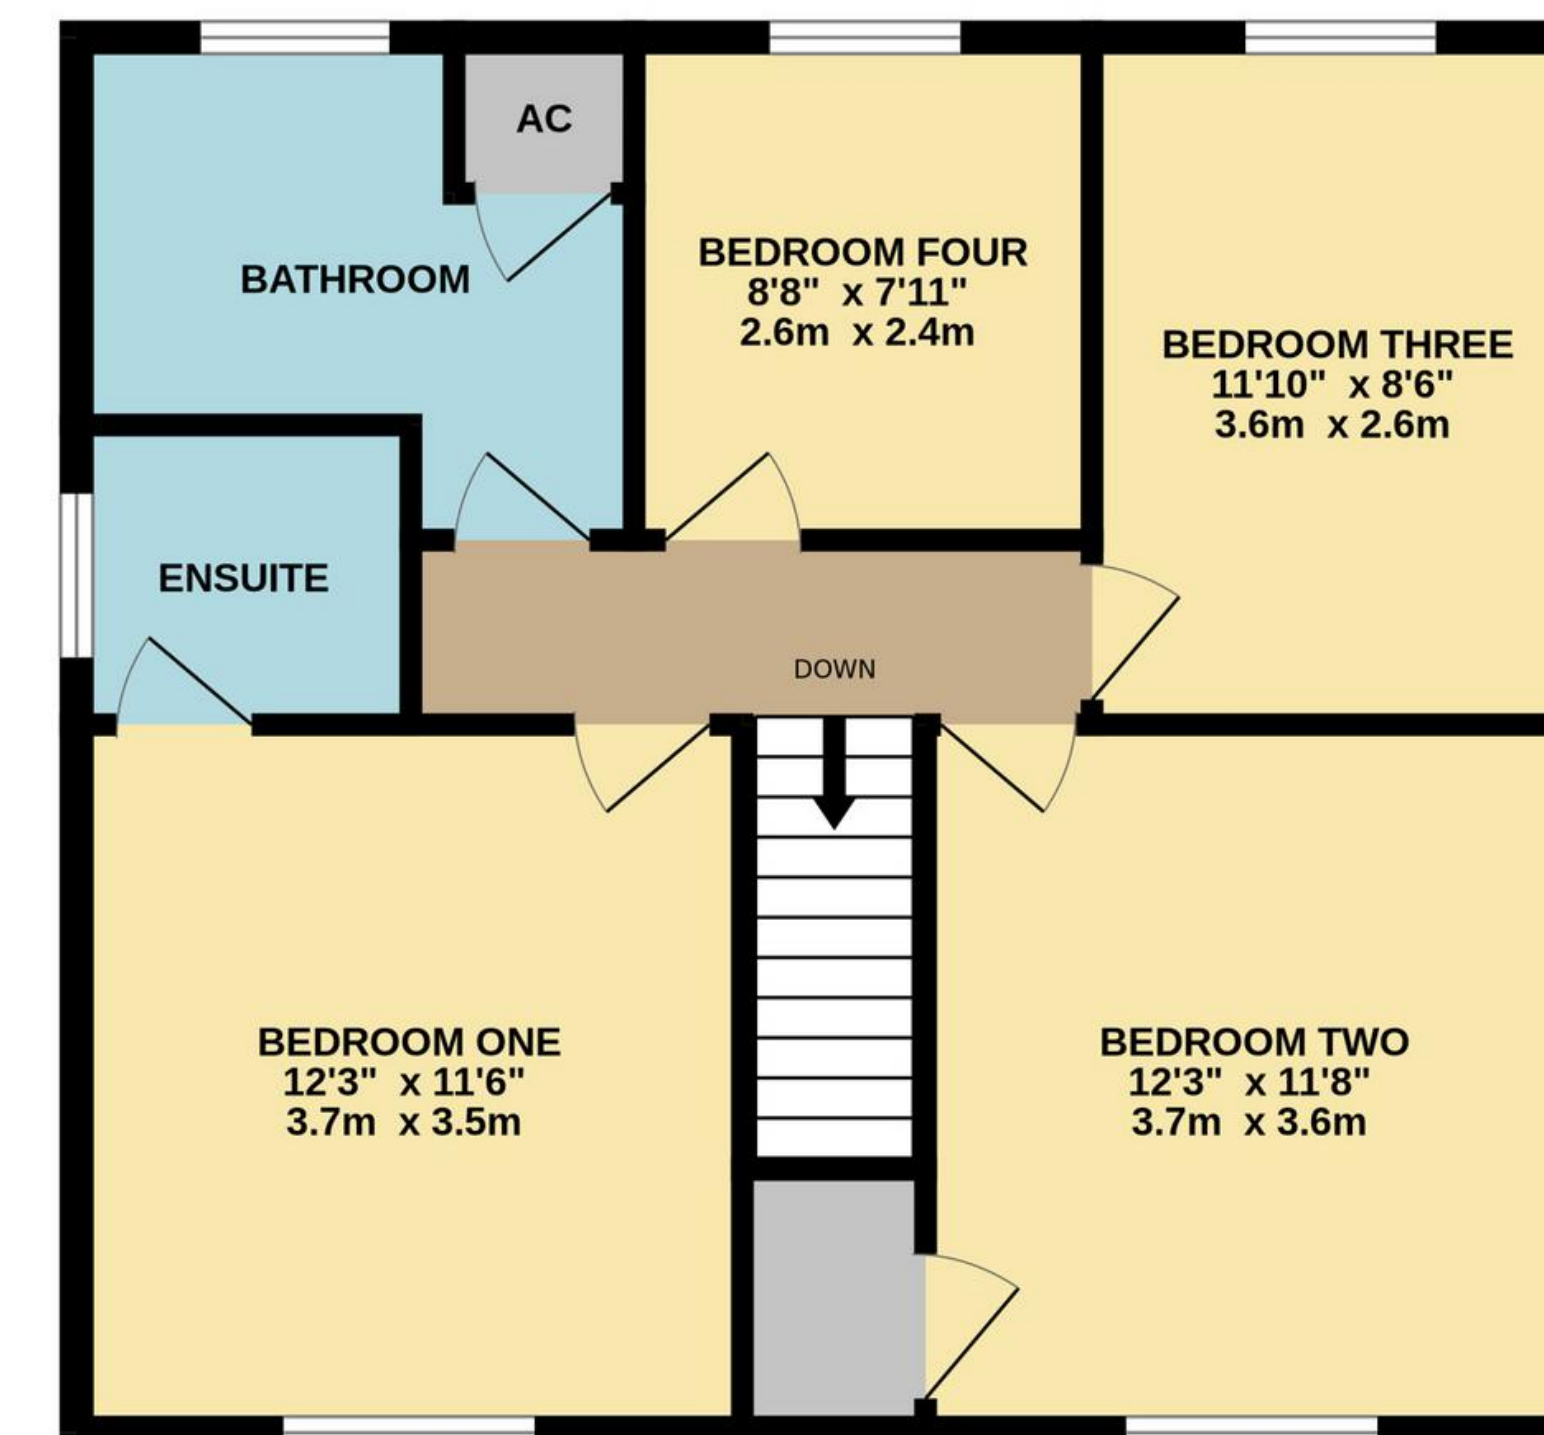 AC
BATHROOM
BEDROOM FOUR
8'8" x 7'11"
2.6m x 2.4m
BEDROOM THREE
11'10" x 8'6"
3.6m x 2.6m
ENSUITE
DOWN
BEDROOM ONE
12'3" x 11'6"
3.7m x 3.5m
BEDROOM TWO
12'3" x 11'8"
3.7m x 3.6m